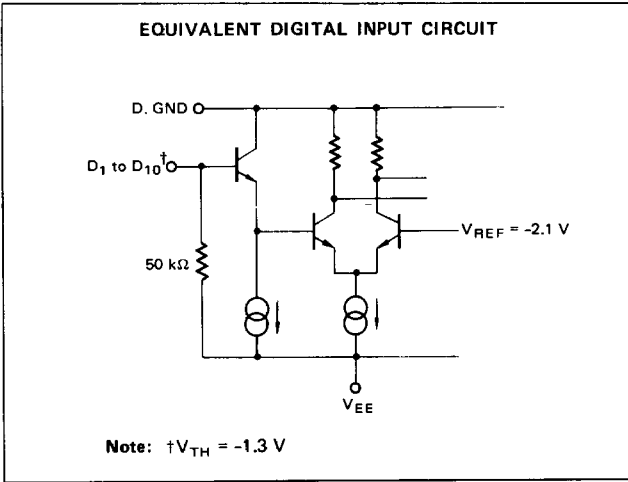 EQUIVALENT DIGITAL INPUT CIRCUIT
D. GND
D₁ to D₁₀†
VREF = -2.1 V
50 kΩ
VEE
Note: †VTH = -1.3 V